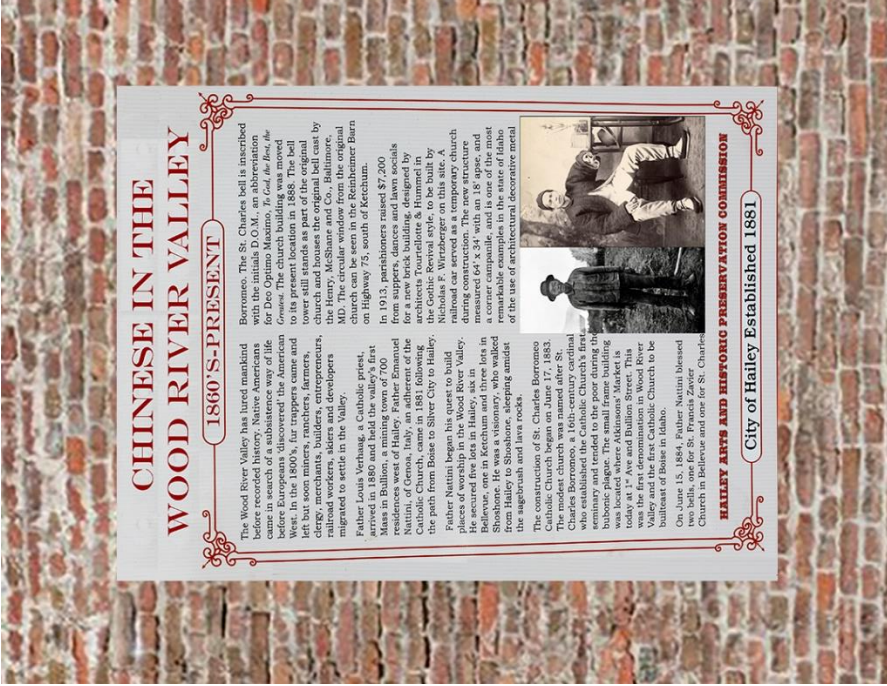 CHINESE IN THE
WOOD RIVER VALLEY
1860'S-PRESENT
The Wood River Valley has lured mankind
before recorded history. Native Americans
came in search of a subsistence way of life
before Europeans 'discovered' the American
West. In the 1800's, fur trappers came and
left but soon miners, ranchers, farmers,
clergy, merchants, builders, entrepreneurs,
railroad workers, skiers and developers
migrated to settle in the Valley.
Father Louis Verhaag, a Catholic priest,
arrived in 1880 and held the valley's first
Mass in Bullion, a mining town of 700
residences west of Hailey. Father Emanuel
Nattini, of Genoa, Italy, an adherent of the
Catholic Church, came in 1881 following
the path from Boise to Silver City to Hailey.
Father Nattini began his quest to build
places of worship in the Wood River Valley.
He secured five lots in Hailey, six in
Bellevue, one in Ketchum and three lots in
Shoshone. He was a visionary, who walked
from Hailey to Shoshone, sleeping amidst
the sagebrush and lava rocks.
The construction of St. Charles Borromeo
Catholic Church began on June 17, 1883.
The modest church was named after St.
Charles Borromeo, a 16th-century cardinal
who established the Catholic Church's first
seminary and tended to the poor during the
bubonic plague. The small frame building
was located where Atkinsons' Market is
today at 1st Ave and Bullion Street. This
was the first denomination in Wood River
Valley and the first Catholic Church to be
built east of Boise in Idaho.
On June 15, 1884, Father Nattini blessed
two bells, one for St. Francis Zavier
Church in Bellevue and one for St. Charles
Borromeo. The St. Charles bell is inscribed
with the initials D.O.M., an abbreviation
for Deo Optimo Maximo, To God, the Best, the
Greatest. The church building was moved
to its present location in 1888. The bell
tower still stands as part of the original
church and houses the original bell cast by
the Henry, McShane and Co., Baltimore,
MD. The circular window from the original
church can be seen in the Reinheimer Barn
on Highway 75, south of Ketchum.
In 1913, parishioners raised $7,200
from suppers, dances and lawn socials
for a new brick building, designed by
architects Tourtellotte & Hummel in
the Gothic Revival style, to be built by
Nicholas F. Wirtzberger on this site. A
railroad car served as a temporary church
during construction. The new structure
measures 64' x 34' with an 18' apse, and
a corner campanile, and is one of the most
remarkable examples in the state of Idaho
of the use of architectural decorative metal
HAILEY ARTS AND HISTORIC PRESERVATION COMMISSION
City of Hailey Established 1881